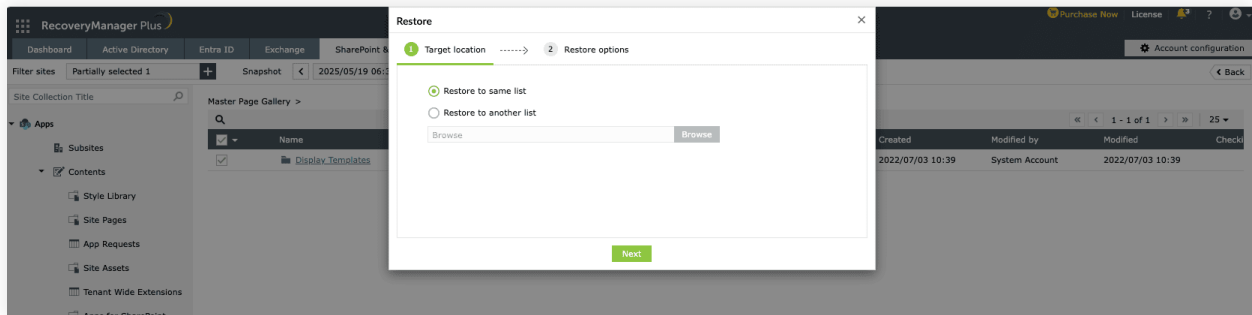 RecoveryManager Plus
Purchase Now License 3 ?
Dashboard Active Directory Entra ID Exchange SharePoint &
Account configuration
Filter sites Partially selected 1 + Snapshot < 2025/05/19 06:
< Back
Site Collection Title
Master Page Gallery >
Apps
Subsites
Contents
Style Library
Site Pages
App Requests
Site Assets
Tenant Wide Extensions
Apps for SharePoint
1 - 1 of 1 25
Name Created Modified by Modified Checki
Display Templates 2022/07/03 10:39 System Account 2022/07/03 10:39
Restore
1 Target location ------> 2 Restore options
Restore to same list
Restore to another list
Browse Browse
Next